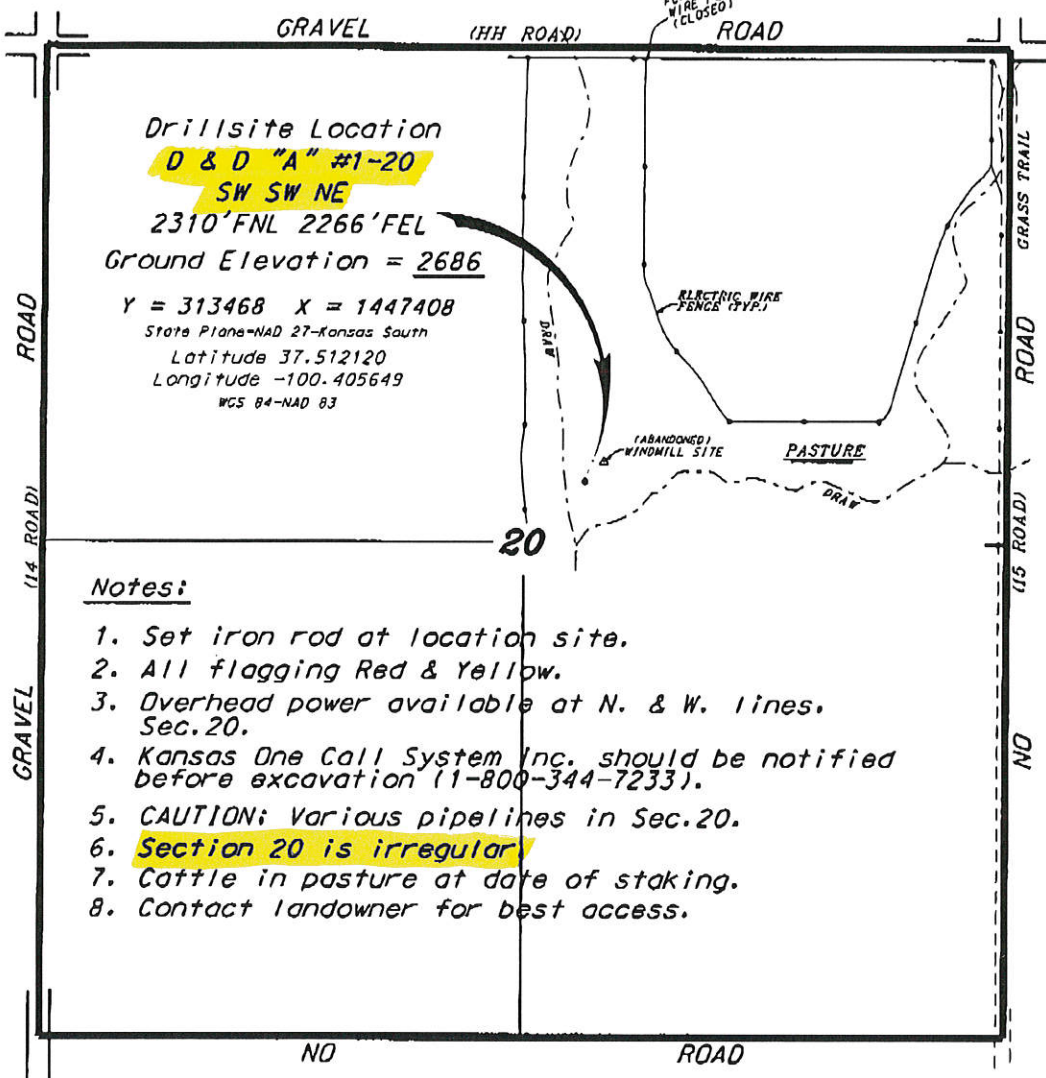 WIRE
(CLOSED)
GRAVEL (HH ROAD) ROAD
Drillsite Location
D & D "A" #1-20
SW SW NE
2310'FNL 2266'FEL
Ground Elevation = 2686
Y = 313468 X = 1447408
State Plane-NAD 27-Kansas South
Latitude 37.512120
Longitude -100.405649
WGS 84-NAD 83
GRAVEL (14 ROAD) ROAD
DRAW
ELECTRIC WIRE
FENCE (TYP.)
(ABANDONED)
WINDMILL SITE
PASTURE
DRAW
GRASS TRAIL
NO (15 ROAD) ROAD
20
Notes:
1. Set iron rod at location site.
2. All flagging Red & Yellow.
3. Overhead power available at N. & W. lines.
Sec.20.
4. Kansas One Call System Inc. should be notified
before excavation (1-800-344-7233).
5. CAUTION: Various pipelines in Sec.20.
6. Section 20 is irregular.
7. Cattle in pasture at date of staking.
8. Contact landowner for best access.
NO ROAD